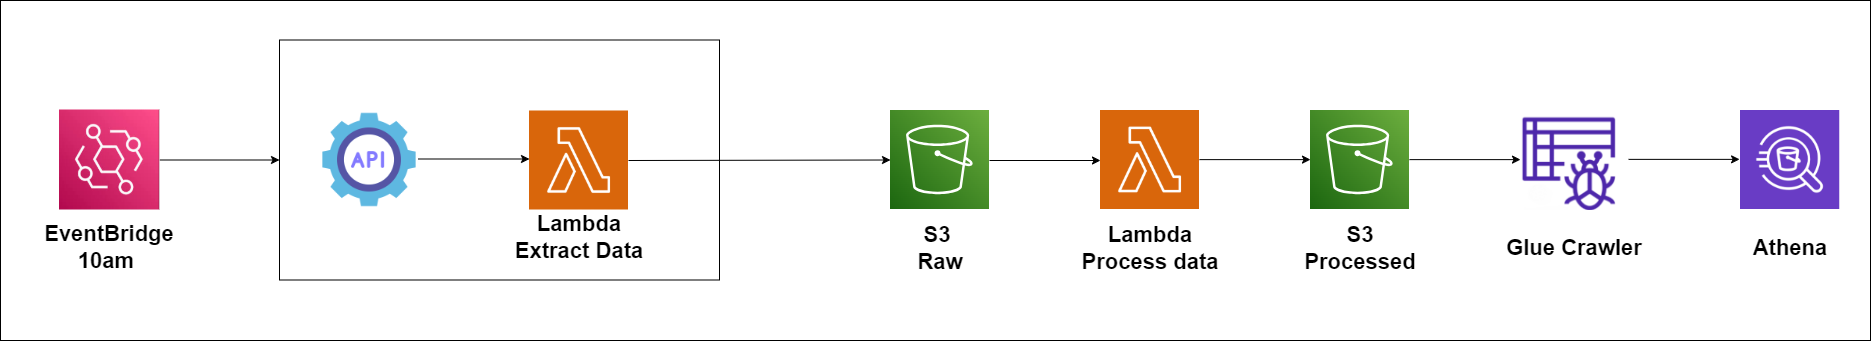 EventBridge
10am
API
Lambda
Extract Data
S3
Raw
Lambda
Process data
S3
Processed
Glue Crawler
Athena